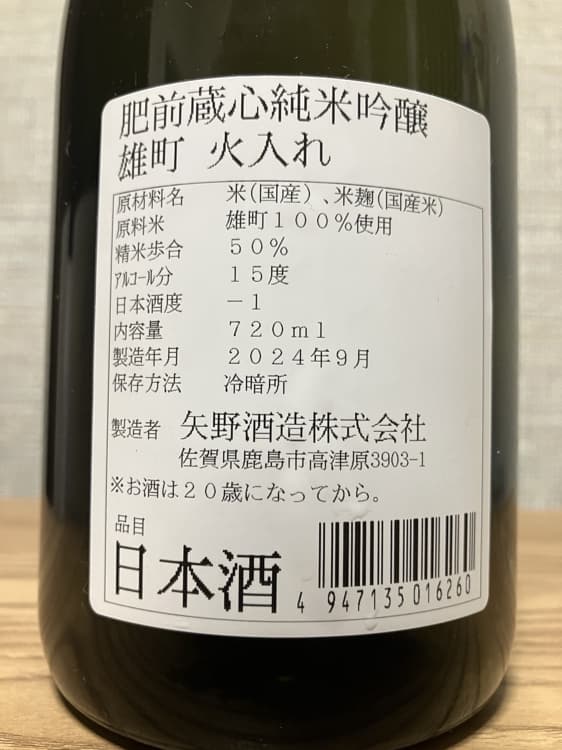 肥前蔵心純米吟醸
雄町 火入れ
原材料名 米(国産)、米麹(国産米)
原料米 雄町１００％使用
精米歩合 ５０％
ｱﾙｺｰﾙ分 １５度
日本酒度 －１
内容量 ７２０ｍｌ
製造年月 ２０２４年９月
保存方法 冷暗所
製造者 矢野酒造株式会社
佐賀県鹿島市高津原3903-1
※お酒は２０歳になってから。
品目
日本酒
4 947135 016260